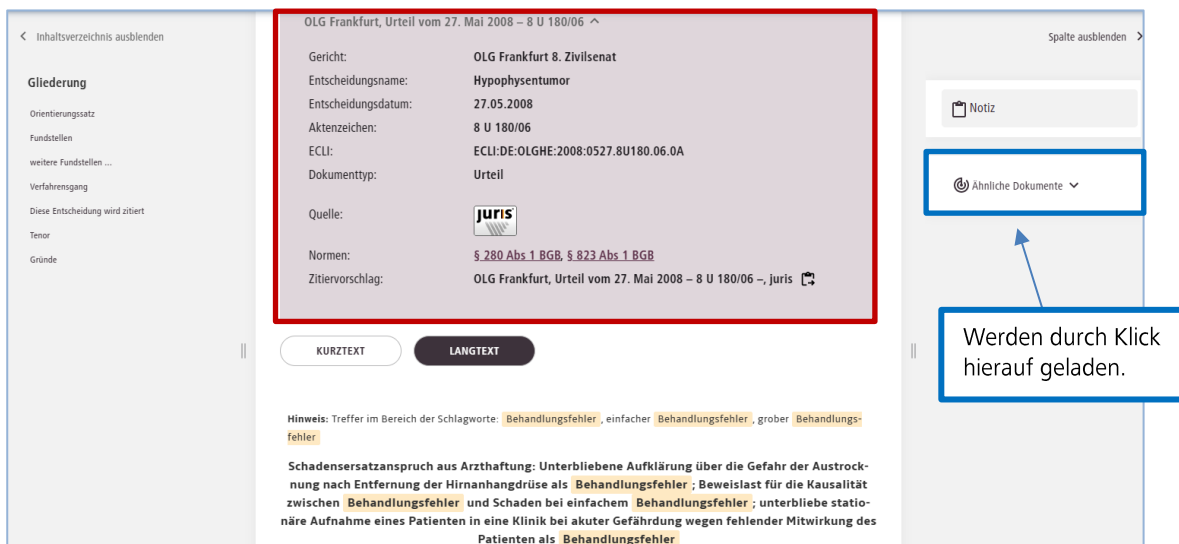 Inhaltsverzeichnis ausblenden
Gliederung
Orientierungssatz
Fundstellen
weitere Fundstellen ...
Verfahrensgang
Diese Entscheidung wird zitiert
Tenor
Gründe
OLG Frankfurt, Urteil vom 27. Mai 2008 – 8 U 180/06
Gericht: OLG Frankfurt 8. Zivilsenat
Entscheidungsname: Hypophysentumor
Entscheidungsdatum: 27.05.2008
Aktenzeichen: 8 U 180/06
ECLI: ECLI:DE:OLGHE:2008:0527.8U180.06.0A
Dokumenttyp: Urteil
Quelle: juris
Normen: § 280 Abs 1 BGB, § 823 Abs 1 BGB
Zitiervorschlag: OLG Frankfurt, Urteil vom 27. Mai 2008 – 8 U 180/06 –, juris
KURZTEXT LANGTEXT
Hinweis: Treffer im Bereich der Schlagworte: Behandlungsfehler , einfacher Behandlungsfehler , grober Behandlungs-
fehler
Schadensersatzanspruch aus Arzthaftung: Unterbliebene Aufklärung über die Gefahr der Austrock-
nung nach Entfernung der Hirnanhangdrüse als Behandlungsfehler ; Beweislast für die Kausalität
zwischen Behandlungsfehler und Schaden bei einfachem Behandlungsfehler ; unterbliebe statio-
näre Aufnahme eines Patienten in eine Klinik bei akuter Gefährdung wegen fehlender Mitwirkung des
Patienten als Behandlungsfehler
Spalte ausblenden
Notiz
Ähnliche Dokumente
Werden durch Klick
hierauf geladen.